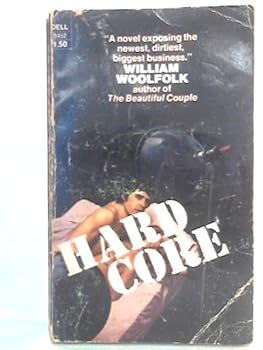 DELL
1.50
"A novel exposing the
newest, dirtiest,
biggest business."
WILLIAM
WOOLFOLK
author of
The Beautiful Couple
HARD
CORE